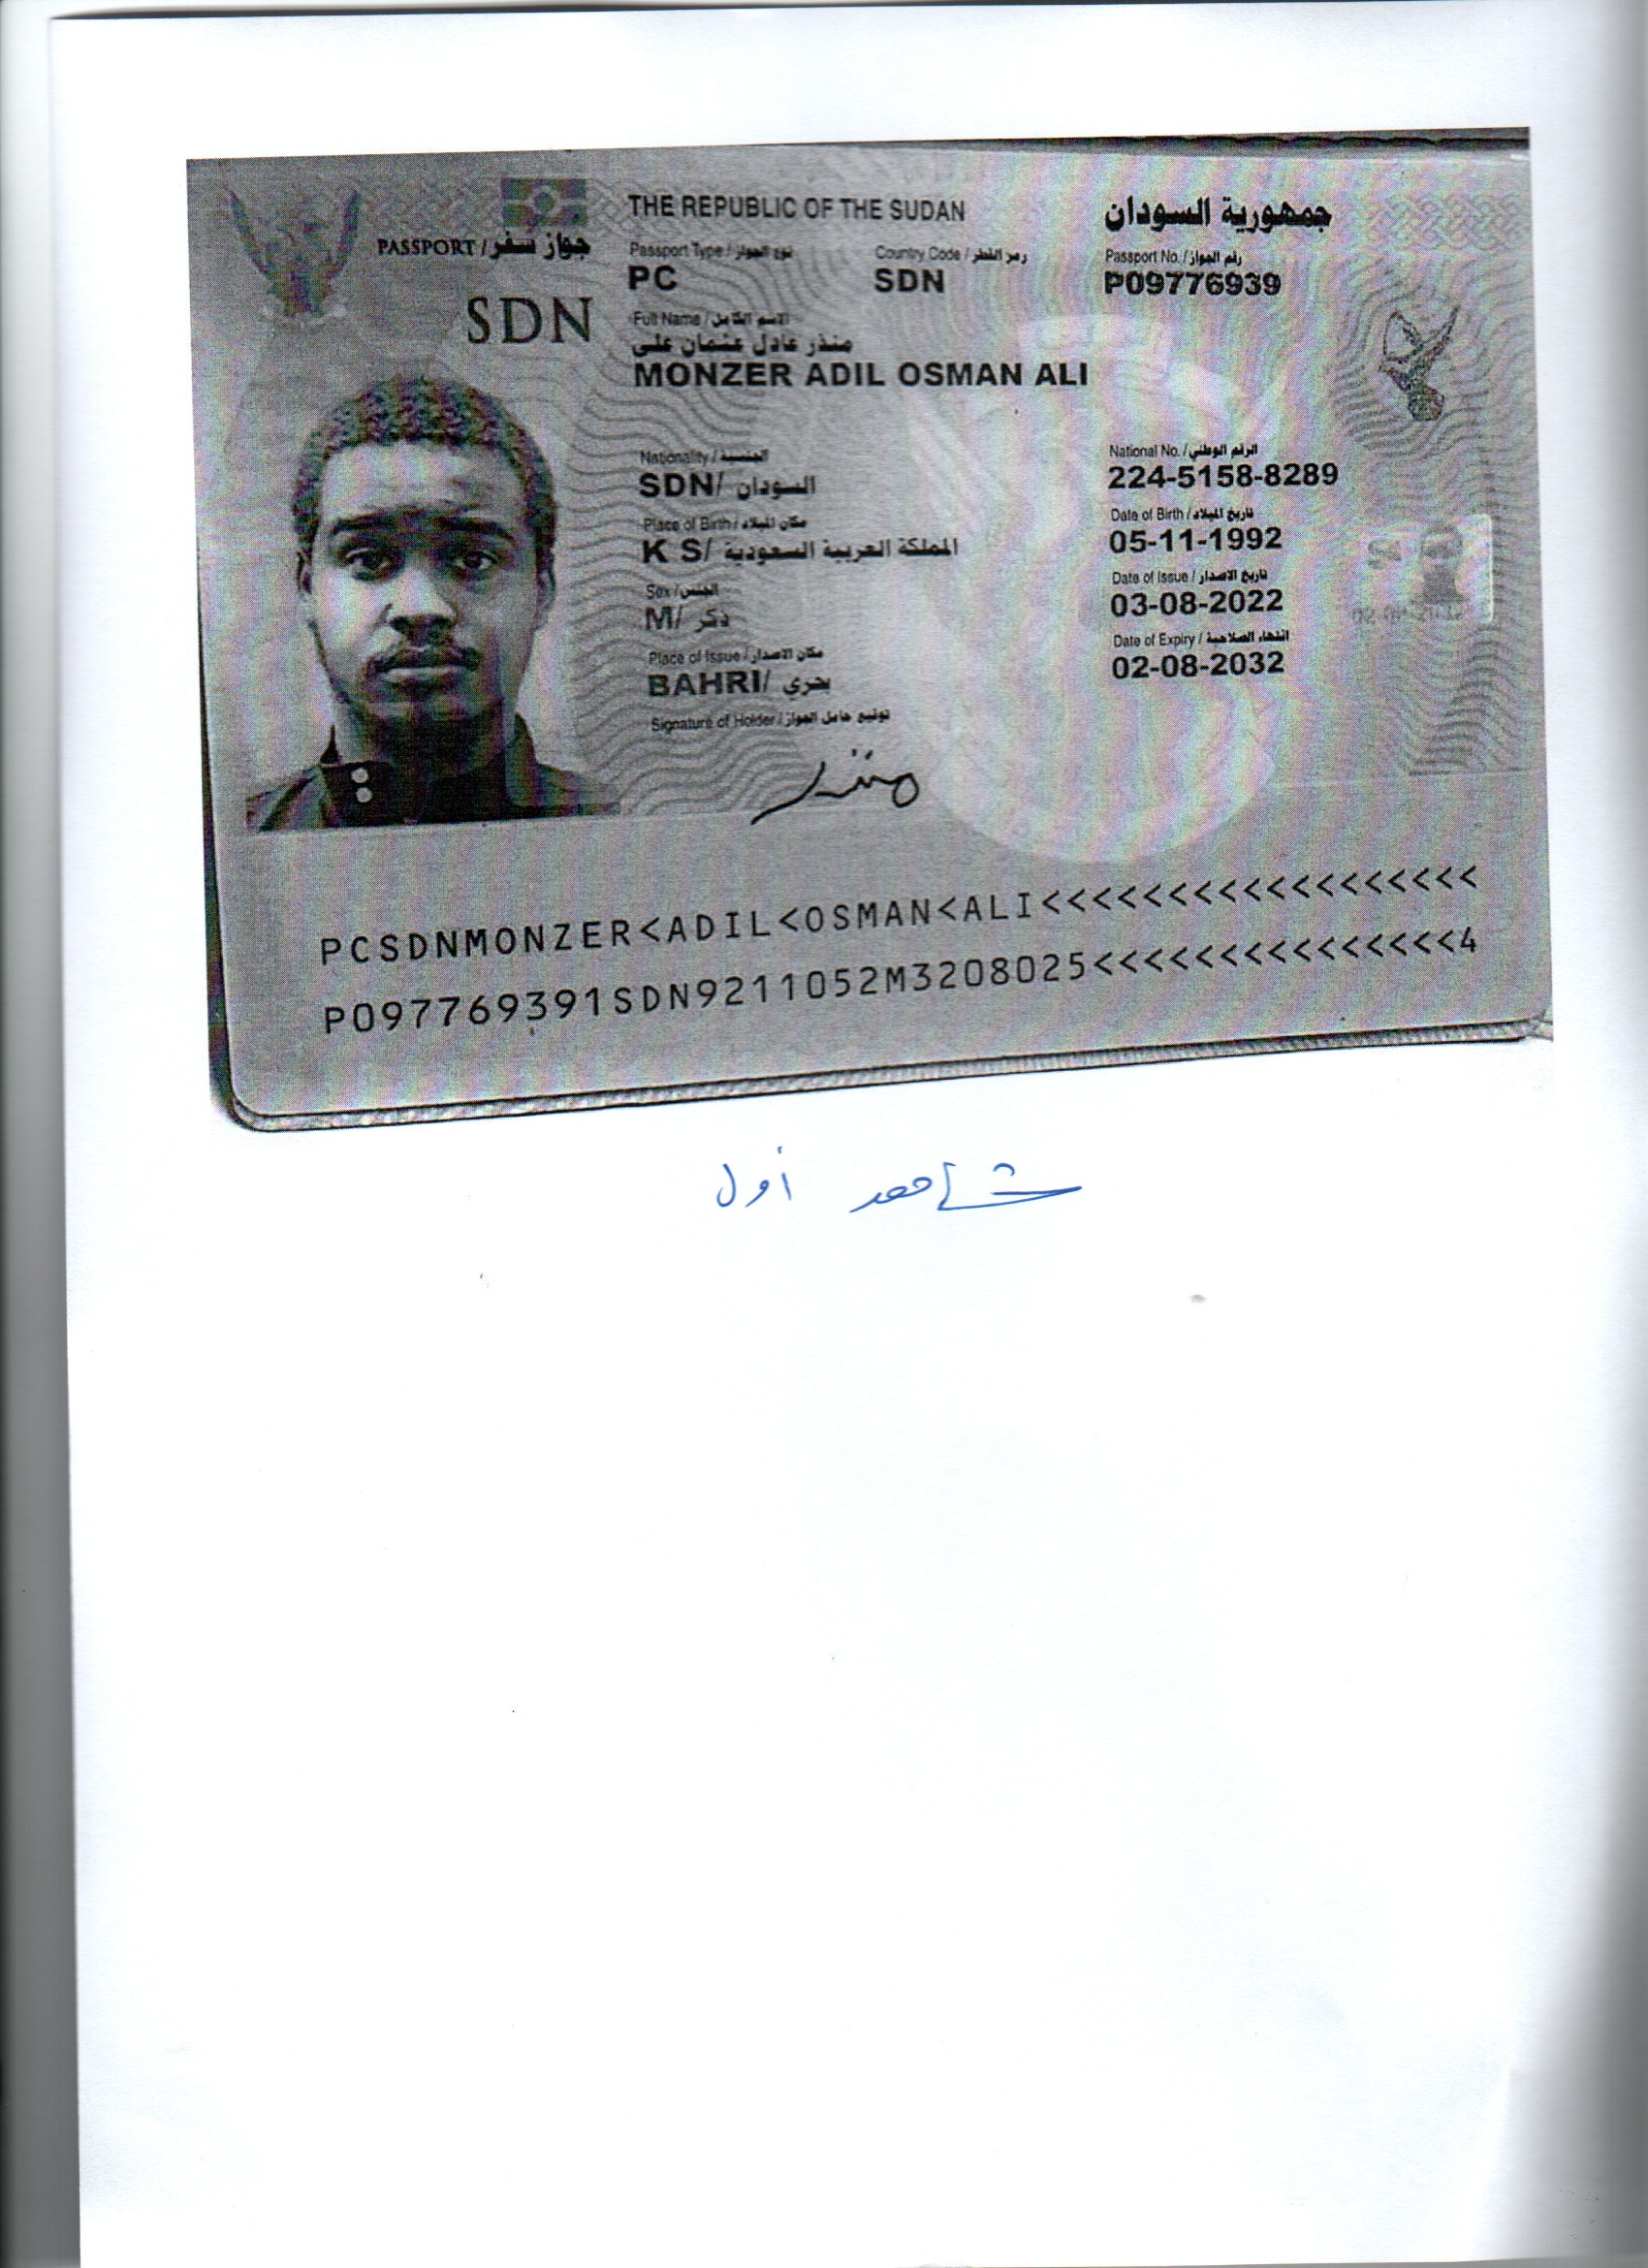 THE REPUBLIC OF THE SUDAN
جمهورية السودان
PASSPORT / جواز سفر
Passport Type / نوع الجواز
PC
Country Code / رمز القطر
SDN
Passport No. / رقم الجواز
P09776939
SDN
Full Name / الاسم الكامل
منذر عادل عثمان على
MONZER ADIL OSMAN ALI
Nationality / الجنسية
SDN/ السودان
National No. / الرقم الوطني
224-5158-8289
Place of Birth / مكان الميلاد
K S/ المملكة العربية السعودية
Date of Birth / تاريخ الميلاد
05-11-1992
Sex / الجنس
M/ ذكر
Date of Issue / تاريخ الاصدار
03-08-2022
Place of Issue / مكان الاصدار
BAHRI/ بحري
Date of Expiry / انتهاء الصلاحية
02-08-2032
Signature of Holder / توقيع حامل الجواز
منذر
PCSDNMONZER<ADIL<OSMAN<ALI<<<<<<<<<<<<<<<<<<
P097769391SDN9211052M3208025<<<<<<<<<<<<<<<4
شاهد أول